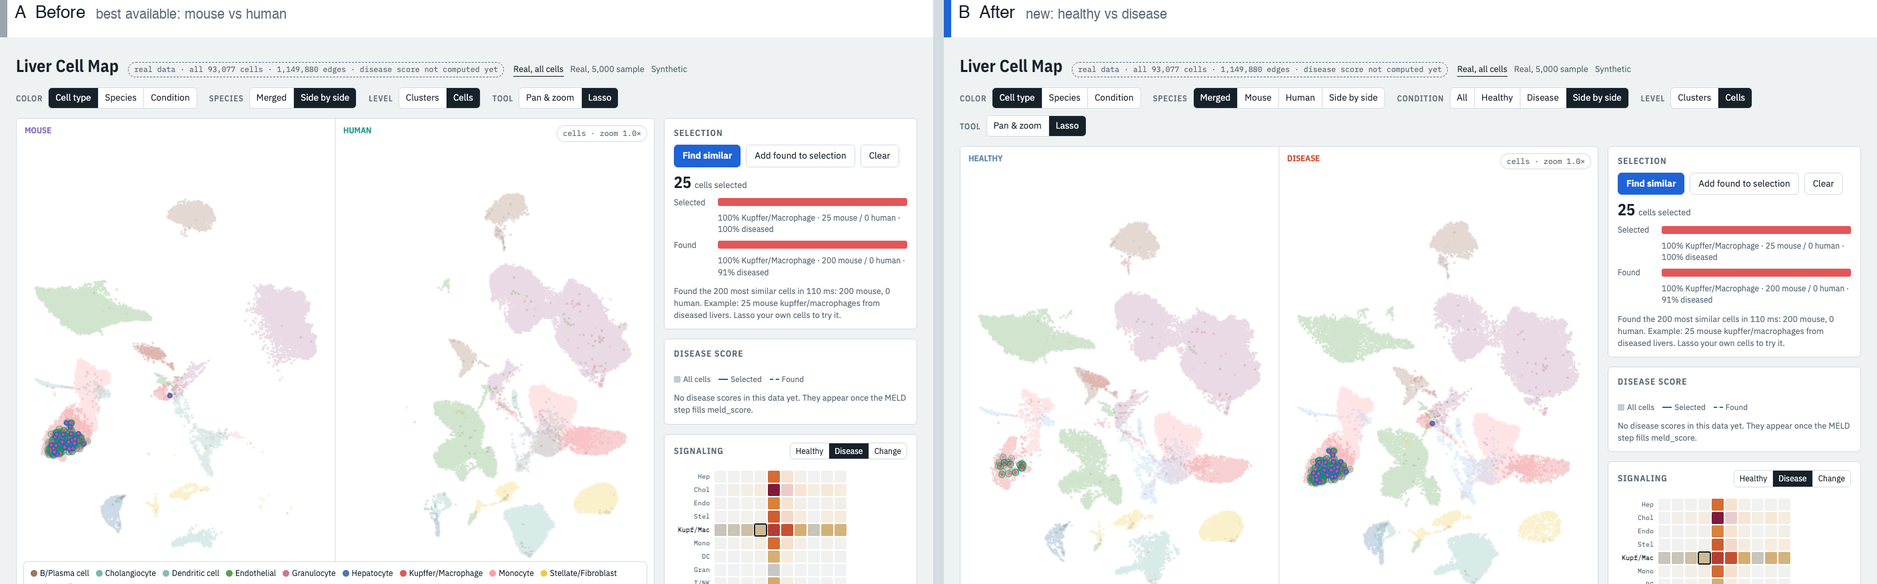 A Before best available: mouse vs human
Liver Cell Map real data · all 93,077 cells · 1,149,880 edges · disease score not computed yet Real, all cells Real, 5,000 sample Synthetic
COLOR Cell type Species Condition SPECIES Merged Side by side LEVEL Clusters Cells TOOL Pan & zoom Lasso
MOUSE
HUMAN
cells · zoom 1.0×
SELECTION
Find similar Add found to selection Clear
25 cells selected
Selected
100% Kupffer/Macrophage · 25 mouse / 0 human ·
100% diseased
Found
100% Kupffer/Macrophage · 200 mouse / 0 human ·
91% diseased
Found the 200 most similar cells in 110 ms: 200 mouse, 0
human. Example: 25 mouse kupffer/macrophages from
diseased livers. Lasso your own cells to try it.
DISEASE SCORE
All cells Selected Found
No disease scores in this data yet. They appear once the MELD
step fills meld_score.
SIGNALING Healthy Disease Change
Hep
Chol
Endo
Stel
Kupf/Mac
Mono
DC
Gran
T/NK
B/Plasma cell Cholangiocyte Dendritic cell Endothelial Granulocyte Hepatocyte Kupffer/Macrophage Monocyte Stellate/Fibroblast
B After new: healthy vs disease
Liver Cell Map real data · all 93,077 cells · 1,149,880 edges · disease score not computed yet Real, all cells Real, 5,000 sample Synthetic
COLOR Cell type Species Condition SPECIES Merged Mouse Human Side by side CONDITION All Healthy Disease Side by side LEVEL Clusters Cells
TOOL Pan & zoom Lasso
HEALTHY
DISEASE
cells · zoom 1.0×
SELECTION
Find similar Add found to selection Clear
25 cells selected
Selected
100% Kupffer/Macrophage · 25 mouse / 0 human ·
100% diseased
Found
100% Kupffer/Macrophage · 200 mouse / 0 human ·
91% diseased
Found the 200 most similar cells in 110 ms: 200 mouse, 0
human. Example: 25 mouse kupffer/macrophages from
diseased livers. Lasso your own cells to try it.
DISEASE SCORE
All cells Selected Found
No disease scores in this data yet. They appear once the MELD
step fills meld_score.
SIGNALING Healthy Disease Change
Hep
Chol
Endo
Stel
Kupf/Mac
Mono